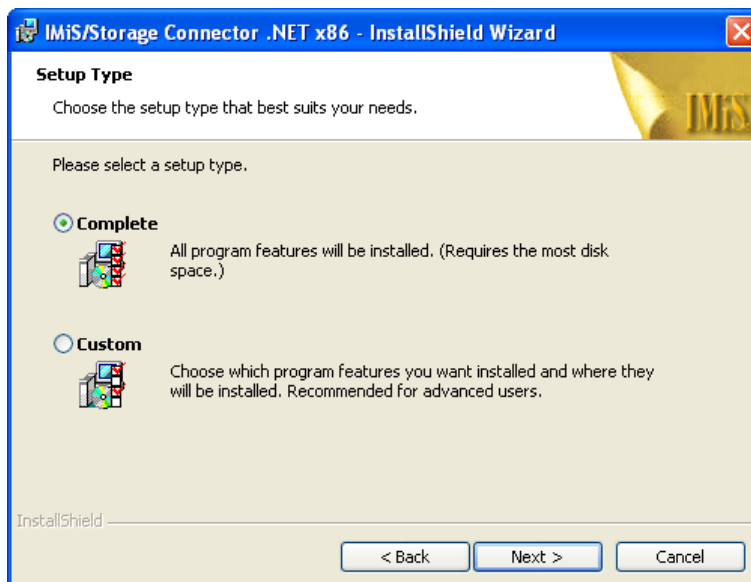 IMiS/Storage Connector .NET x86 - InstallShield Wizard
Setup Type
Choose the setup type that best suits your needs.
IMiS
Please select a setup type.
Complete
All program features will be installed. (Requires the most disk
space.)
Custom
Choose which program features you want installed and where they
will be installed. Recommended for advanced users.
InstallShield
< Back
Next >
Cancel